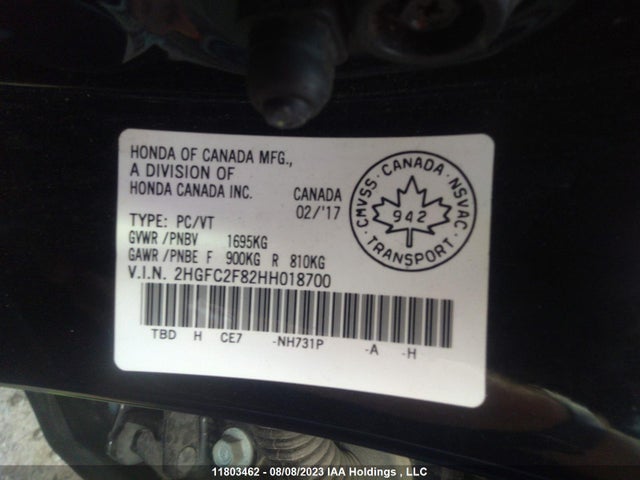 HONDA OF CANADA MFG.,
A DIVISION OF
HONDA CANADA INC.
CANADA
02/'17
TYPE: PC/VT
GVWR /PNBV 1695KG
GAWR /PNBE F 900KG R 810KG
V.I.N. 2HGFC2F82HH018700
TBD H CE7 -NH731P -A -H
CMVSS · CANADA · NSVAC
942
TRANSPORT
11803462 - 08/08/2023 IAA Holdings , LLC